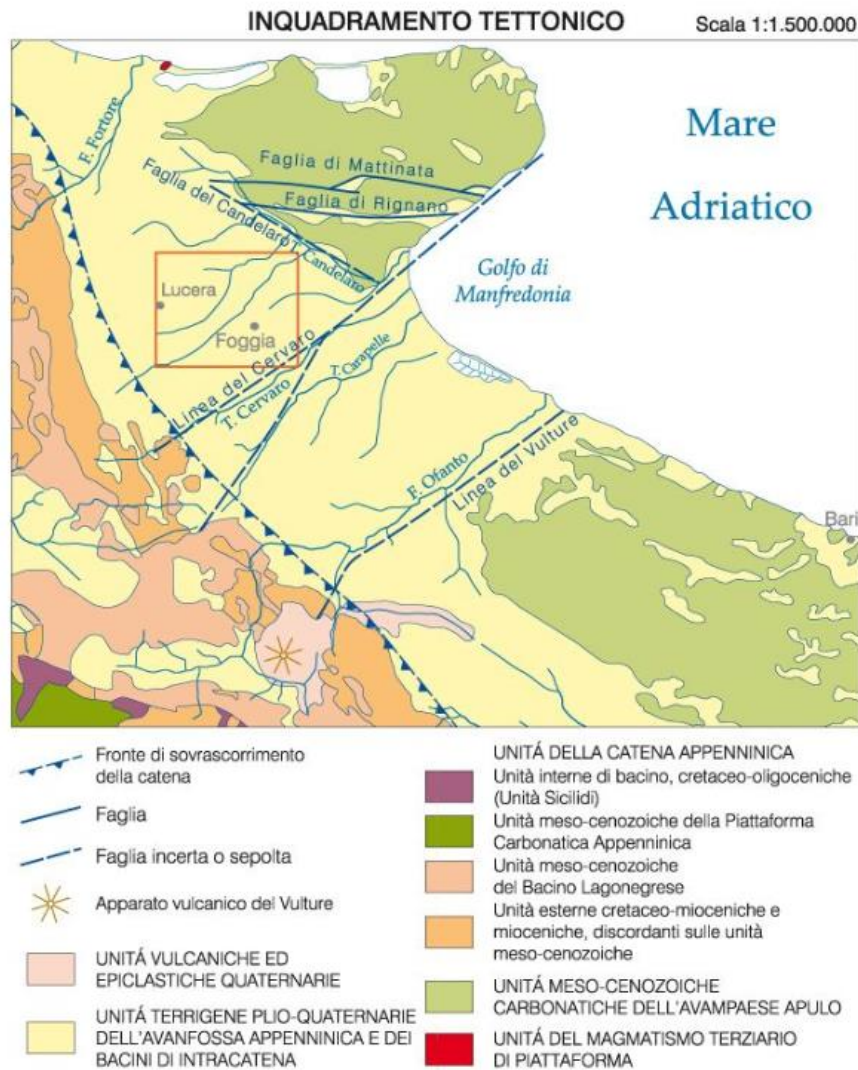 INQUADRAMENTO TETTONICO
Scala 1:1.500.000
Mare
Adriatico
F. Fortore
Faglia di Mattinata
Faglia di Rignano
Faglia del Candelaro
T. Candelaro
Golfo di
Manfredonia
Lucera
Foggia
Linea del Cervaro
T. Cervaro
T. Carapelle
F. Ofanto
Linea del Vulture
Bari
Fronte di sovrascorrimento
della catena
Faglia
Faglia incerta o sepolta
Apparato vulcanico del Vulture
UNITÁ VULCANICHE ED
EPICLASTICHE QUATERNARIE
UNITÁ TERRIGENE PLIO-QUATERNARIE
DELL'AVANFOSSA APPENNINICA E DEI
BACINI DI INTRACATENA
UNITÁ DELLA CATENA APPENNINICA
Unità interne di bacino, cretaceo-oligoceniche
(Unità Sicilidi)
Unità meso-cenozoiche della Piattaforma
Carbonatica Appenninica
Unità meso-cenozoiche
del Bacino Lagonegrese
Unità esterne cretaceo-mioceniche e
mioceniche, discordanti sulle unità
meso-cenozoiche
UNITÁ MESO-CENOZOICHE
CARBONATICHE DELL'AVAMPAESE APULO
UNITÁ DEL MAGMATISMO TERZIARIO
DI PIATTAFORMA